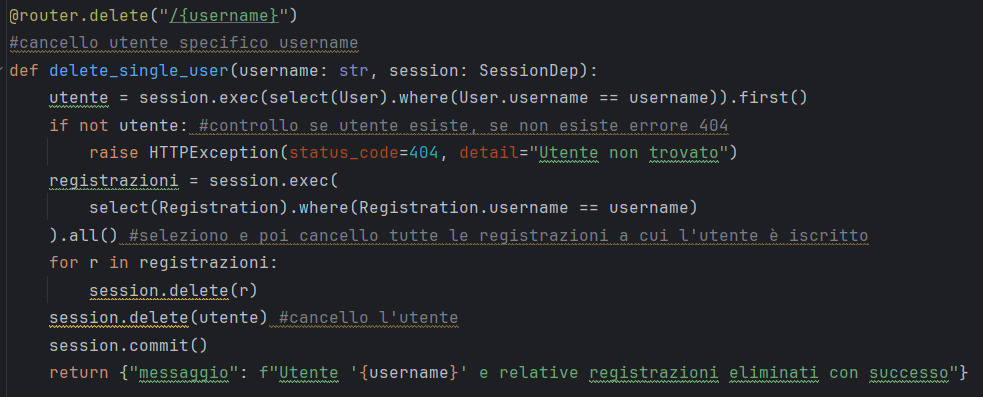 @router.delete("/{username}")
#cancello utente specifico username
def delete_single_user(username: str, session: SessionDep):
    utente = session.exec(select(User).where(User.username == username)).first()
    if not utente: #controllo se utente esiste, se non esiste errore 404
        raise HTTPException(status_code=404, detail="Utente non trovato")
    registrazioni = session.exec(
        select(Registration).where(Registration.username == username)
    ).all() #seleziono e poi cancello tutte le registrazioni a cui l'utente è iscritto
    for r in registrazioni:
        session.delete(r)
    session.delete(utente) #cancello l'utente
    session.commit()
    return {"messaggio": f"Utente '{username}' e relative registrazioni eliminati con successo"}